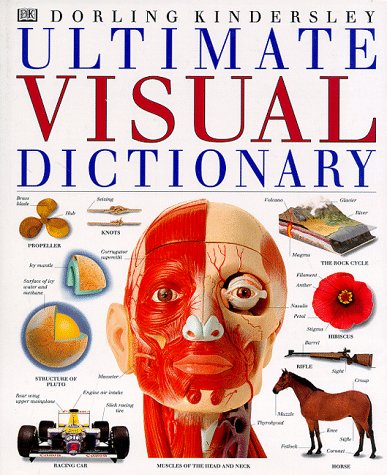 DK
DORLING KINDERSLEY
ULTIMATE
VISUAL
DICTIONARY
Brass
blade
Hub
PROPELLER
Seizing
KNOTS
Volcano
Glacier
River
Magma
THE ROCK CYCLE
Icy mantle
Corrugator
supercilii
Surface of icy
water and
methane
STRUCTURE OF
PLUTO
Filament
Anther
Nasalis
Petal
Stigma
HIBISCUS
Barrel
RIFLE
Sight
Masseter
Engine air intake
Rear wing
upper mainplane
Slick racing
tire
RACING CAR
MUSCLES OF THE HEAD AND NECK
Croup
Muzzle
Thyrohyoid
Knee
Stifle
Fetlock
Coronet
HORSE